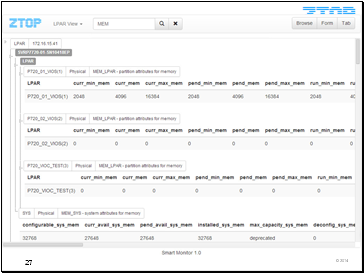 ZTOP
LPAR View
MEM
Browse Form Tab
LPAR 172.16.15.41
LPAR
P720_01_VIOS(1) Physical MEM_LPAR - partition attributes for memory
LPAR curr_min_mem curr_mem curr_max_mem pend_min_mem pend_mem pend_max_mem run_min_mem run
P720_01_VIOS(1) 2048 4096 16384 2048 4096 16384 2048 40
P720_02_VIOS(2) Physical MEM_LPAR - partition attributes for memory
LPAR curr_min_mem curr_mem curr_max_mem pend_min_mem pend_mem pend_max_mem run_min_mem run
P720_02_VIOS(2) 0 0 0 0 0 0 0 0
P720_VIOC_TEST(3) Physical MEM_LPAR - partition attributes for memory
LPAR curr_min_mem curr_mem curr_max_mem pend_min_mem pend_mem pend_max_mem run_min_mem
P720_VIOC_TEST(3) 0 0 0 0 0 0 0
SYS Physical MEM_SYS - system attributes for memory
configurable_sys_mem curr_avail_sys_mem pend_avail_sys_mem installed_sys_mem max_capacity_sys_mem deconfig_sys_m
32768 27648 27648 32768 deprecated 0
Smart Monitor 1.0
27
© 2014